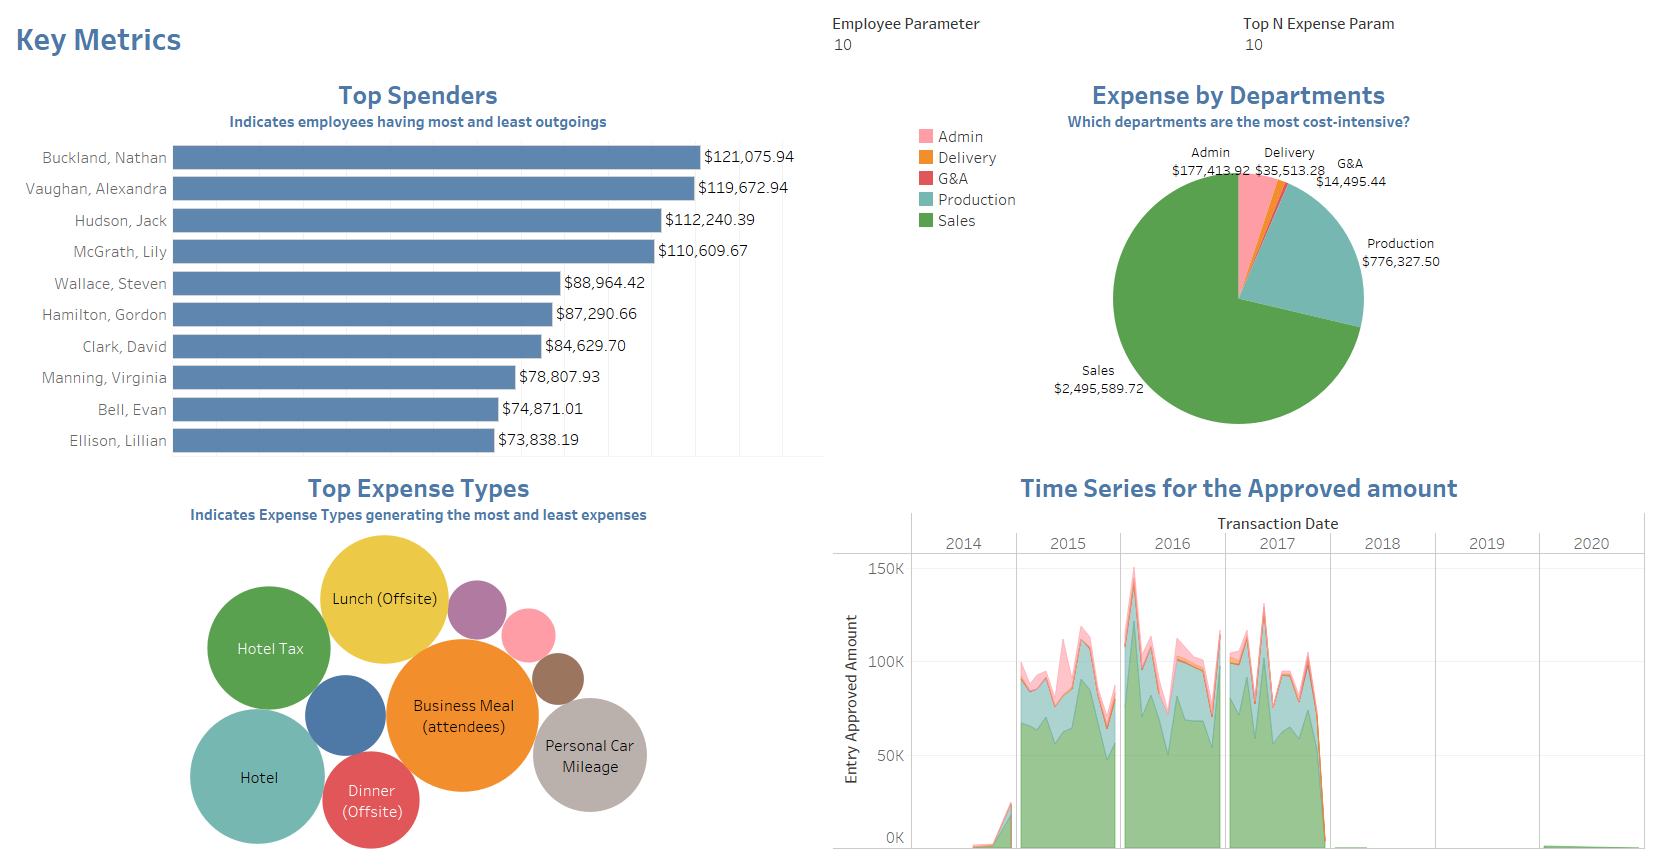 Key Metrics
Employee Parameter
10
Top N Expense Param
10
Top Spenders
Indicates employees having most and least outgoings
Buckland, Nathan $121,075.94
Vaughan, Alexandra $119,672.94
Hudson, Jack $112,240.39
McGrath, Lily $110,609.67
Wallace, Steven $88,964.42
Hamilton, Gordon $87,290.66
Clark, David $84,629.70
Manning, Virginia $78,807.93
Bell, Evan $74,871.01
Ellison, Lillian $73,838.19
Expense by Departments
Which departments are the most cost-intensive?
Admin
Delivery
G&A
Production
Sales
Admin
$177,413.92
Delivery
$35,513.28
G&A
$14,495.44
Production
$776,327.50
Sales
$2,495,589.72
Top Expense Types
Indicates Expense Types generating the most and least expenses
Lunch (Offsite)
Hotel Tax
Business Meal
(attendees)
Personal Car
Mileage
Hotel
Dinner
(Offsite)
Time Series for the Approved amount
Transaction Date
2014 2015 2016 2017 2018 2019 2020
Entry Approved Amount
150K
100K
50K
0K